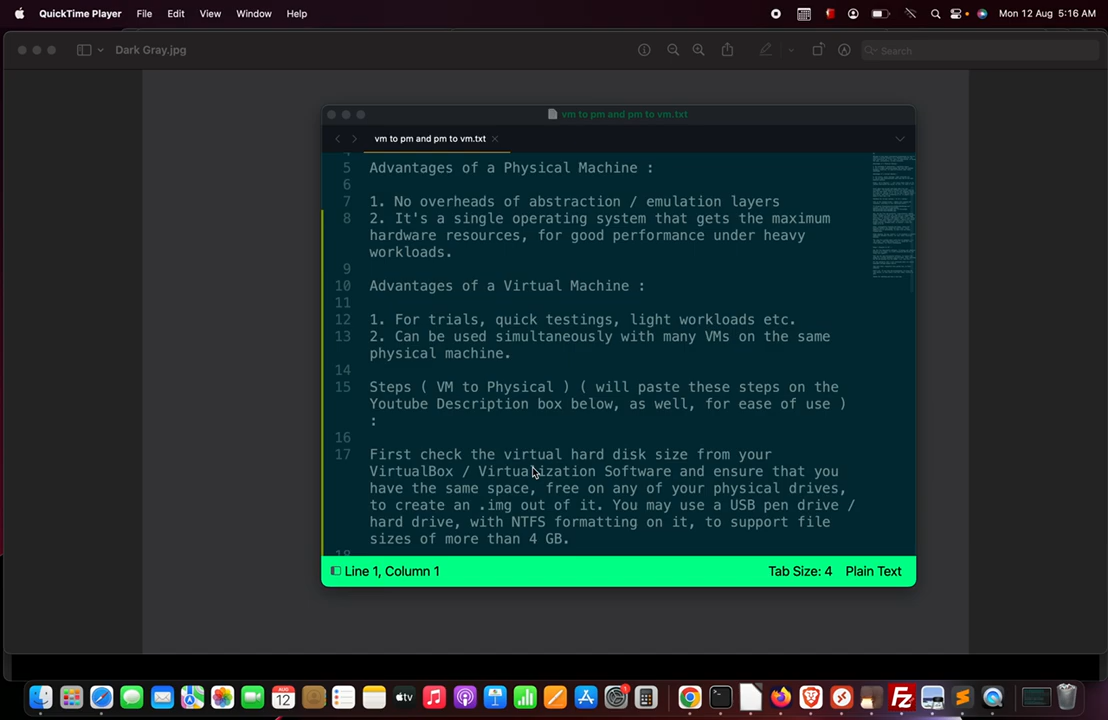 QuickTime Player File Edit View Window Help Mon 12 Aug 5:16 AM
Dark Gray.jpg Search
vm to pm and pm to vm.txt
vm to pm and pm to vm.txt
5 Advantages of a Physical Machine :
6
7 1. No overheads of abstraction / emulation layers
8 2. It's a single operating system that gets the maximum
hardware resources, for good performance under heavy
workloads.
9
10 Advantages of a Virtual Machine :
11
12 1. For trials, quick testings, light workloads etc.
13 2. Can be used simultaneously with many VMs on the same
physical machine.
14
15 Steps ( VM to Physical ) ( will paste these steps on the
Youtube Description box below, as well, for ease of use )
:
16
17 First check the virtual hard disk size from your
VirtualBox / Virtualization Software and ensure that you
have the same space, free on any of your physical drives,
to create an .img out of it. You may use a USB pen drive /
hard drive, with NTFS formatting on it, to support file
sizes of more than 4 GB.
18
Line 1, Column 1 Tab Size: 4 Plain Text
AUG
12 tv 1 Fz